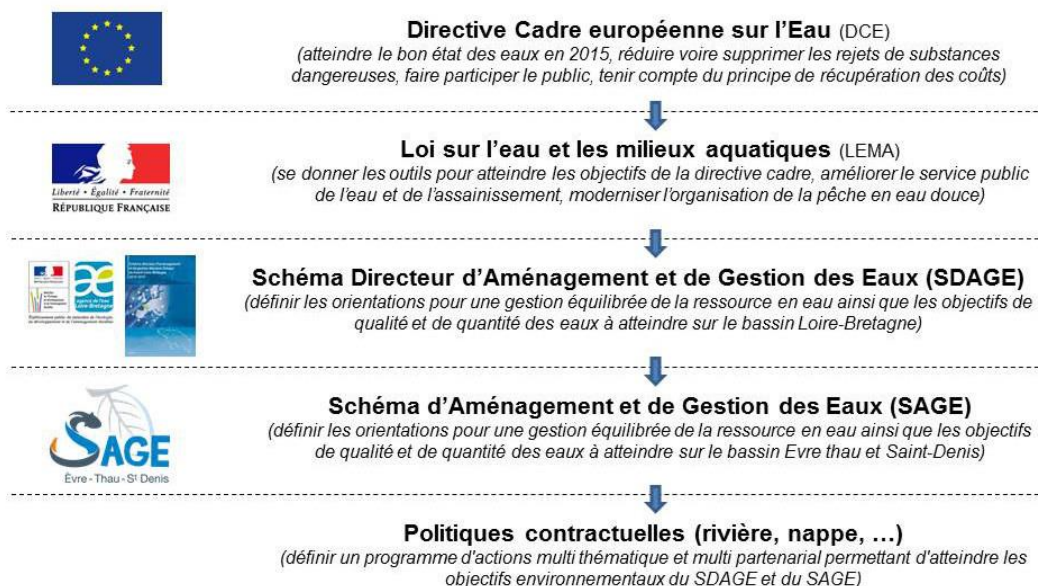 Directive Cadre européenne sur l'Eau (DCE)
(atteindre le bon état des eaux en 2015, réduire voire supprimer les rejets de substances
dangereuses, faire participer le public, tenir compte du principe de récupération des coûts)
Loi sur l'eau et les milieux aquatiques (LEMA)
(se donner les outils pour atteindre les objectifs de la directive cadre, améliorer le service public
de l'eau et de l'assainissement, moderniser l'organisation de la pêche en eau douce)
Liberté • Égalité • Fraternité
RÉPUBLIQUE FRANÇAISE
Schéma Directeur d'Aménagement et de Gestion des Eaux (SDAGE)
(définir les orientations pour une gestion équilibrée de la ressource en eau ainsi que les objectifs de
qualité et de quantité des eaux à atteindre sur le bassin Loire-Bretagne)
agence de l'eau
Loire-Bretagne
Schéma d'Aménagement et de Gestion des Eaux (SAGE)
(définir les orientations pour une gestion équilibrée de la ressource en eau ainsi que les objectifs
de qualité et de quantité des eaux à atteindre sur le bassin Evre thau et Saint-Denis)
SAGE
Èvre - Thau - St Denis
Politiques contractuelles (rivière, nappe, …)
(définir un programme d'actions multi thématique et multi partenarial permettant d'atteindre les
objectifs environnementaux du SDAGE et du SAGE)